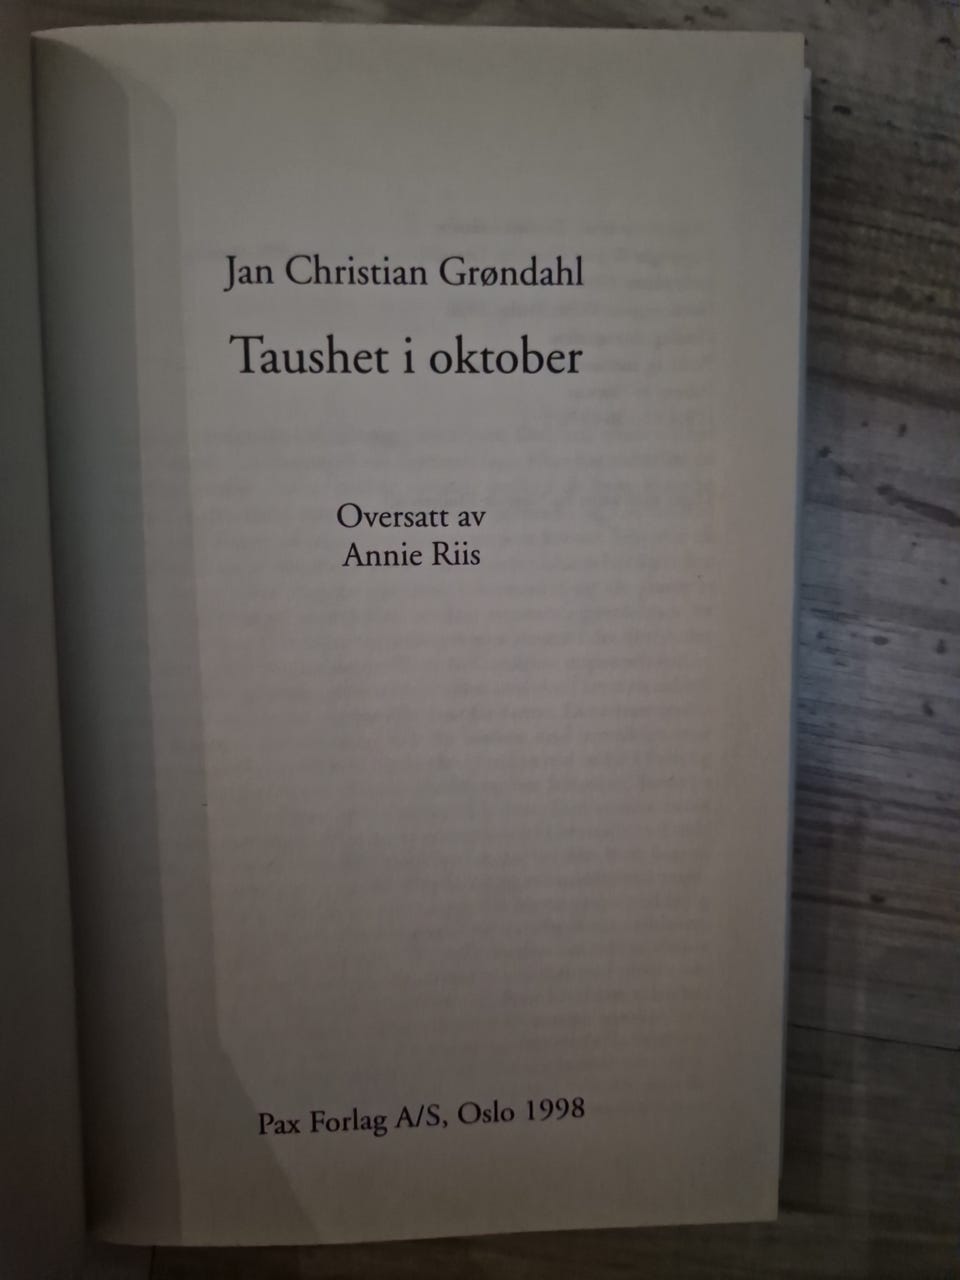 Jan Christian Grøndahl
Taushet i oktober
Oversatt av
Annie Riis
Pax Forlag A/S, Oslo 1998